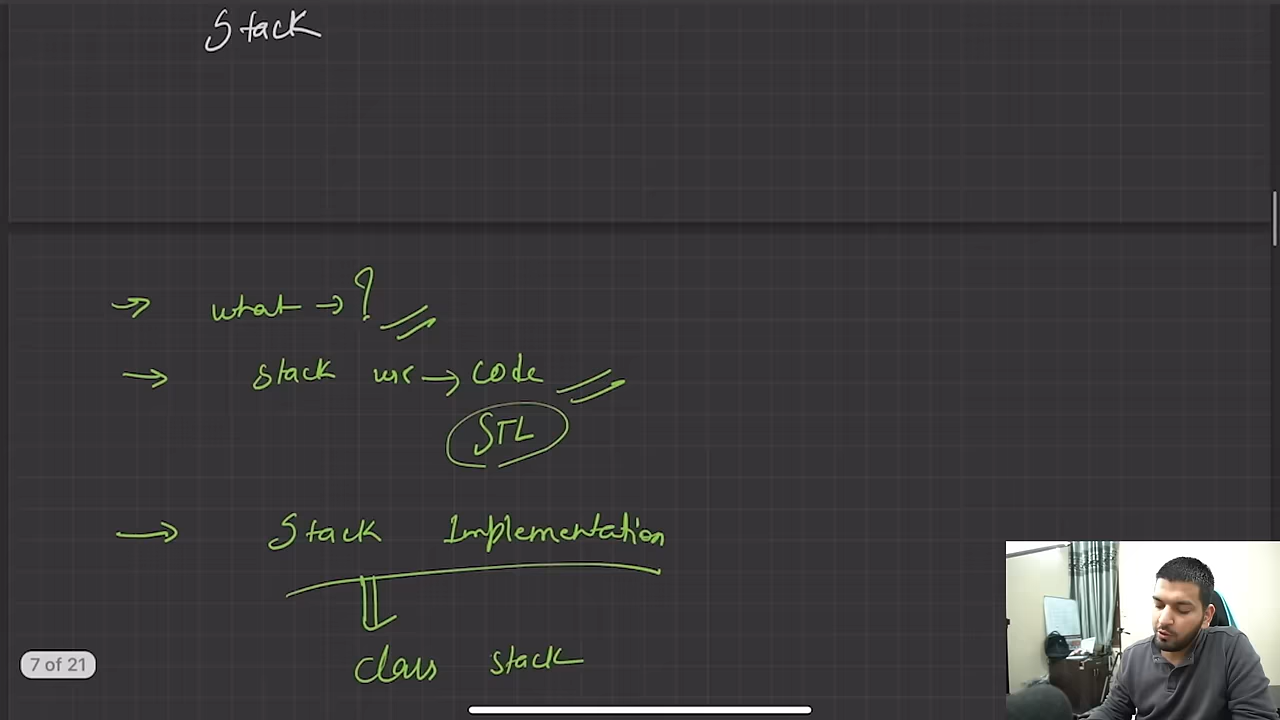 Stack
→ what → ?
→ stack use → code
STL
→ Stack Implementation
class stack
7 of 21